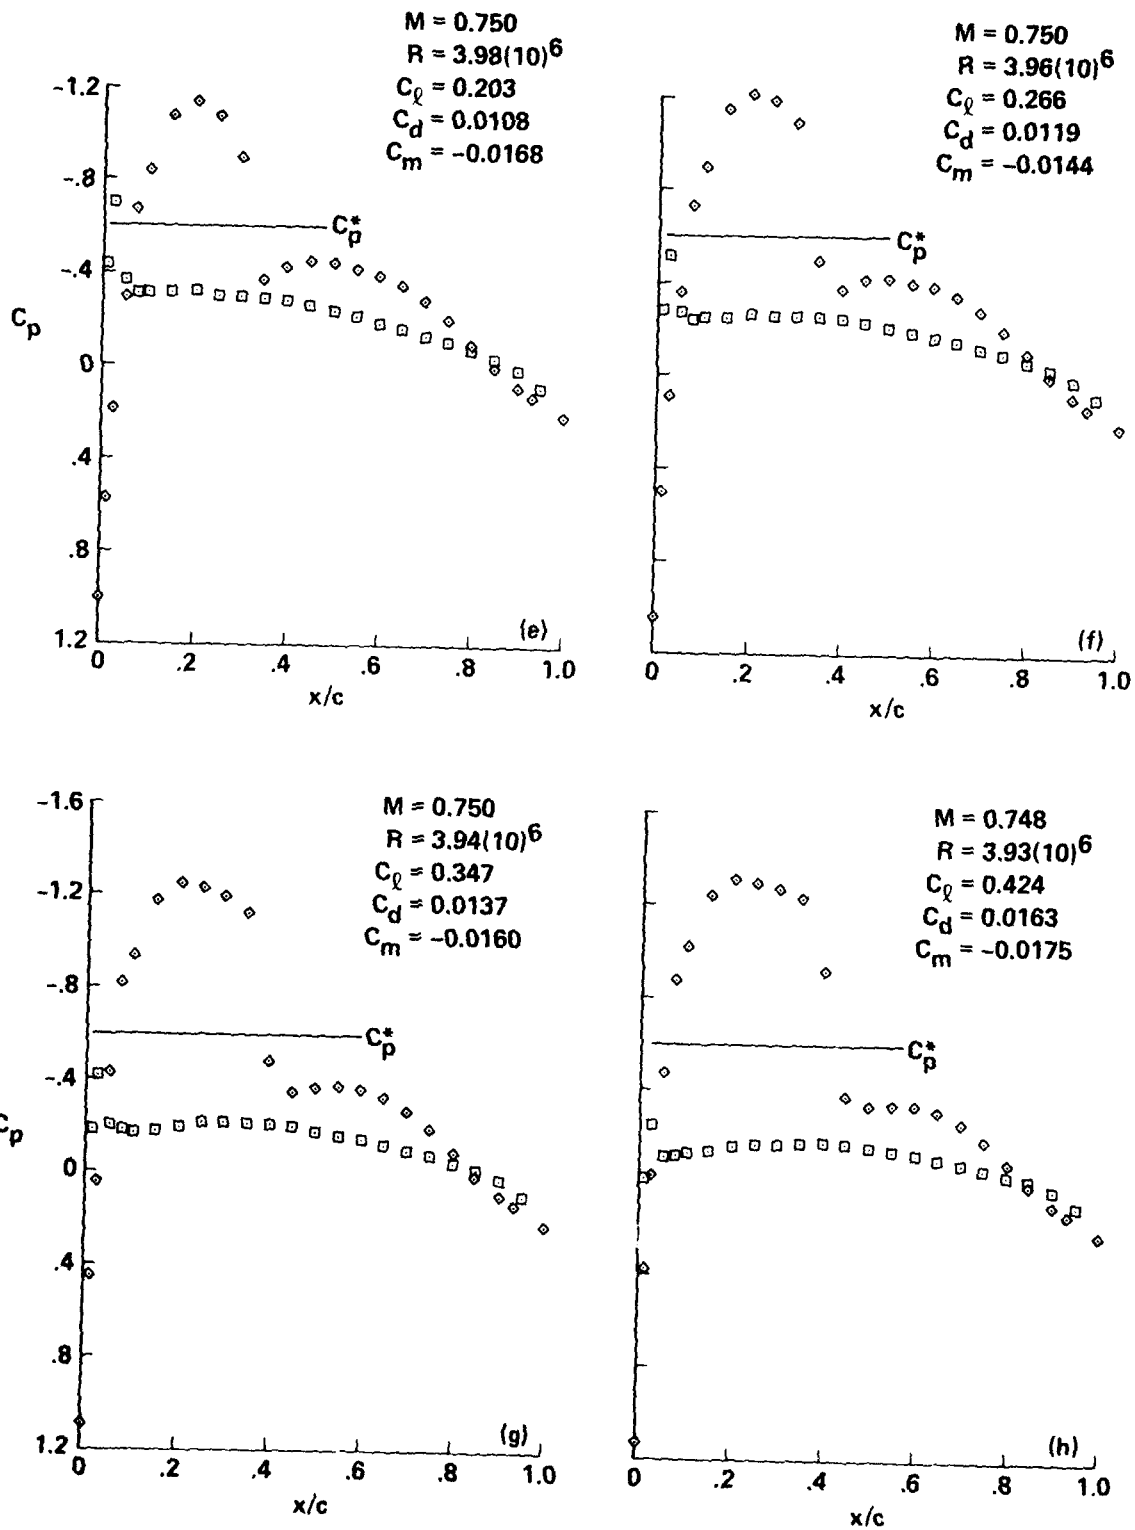 M = 0.750
R = 3.98(10)⁶
Cℓ = 0.203
Cd = 0.0108
Cm = -0.0168
-1.2
-.8
-.4
0
.4
.8
1.2
Cp
Cp*
(e)
0 .2 .4 .6 .8 1.0
x/c
M = 0.750
R = 3.96(10)⁶
Cℓ = 0.266
Cd = 0.0119
Cm = -0.0144
Cp*
(f)
0 .2 .4 .6 .8 1.0
x/c
M = 0.750
R = 3.94(10)⁶
Cℓ = 0.347
Cd = 0.0137
Cm = -0.0160
-1.6
-1.2
-.8
-.4
0
.4
.8
1.2
Cp
Cp*
(g)
0 .2 .4 .6 .8 1.0
x/c
M = 0.748
R = 3.93(10)⁶
Cℓ = 0.424
Cd = 0.0163
Cm = -0.0175
Cp*
(h)
0 .2 .4 .6 .8 1.0
x/c